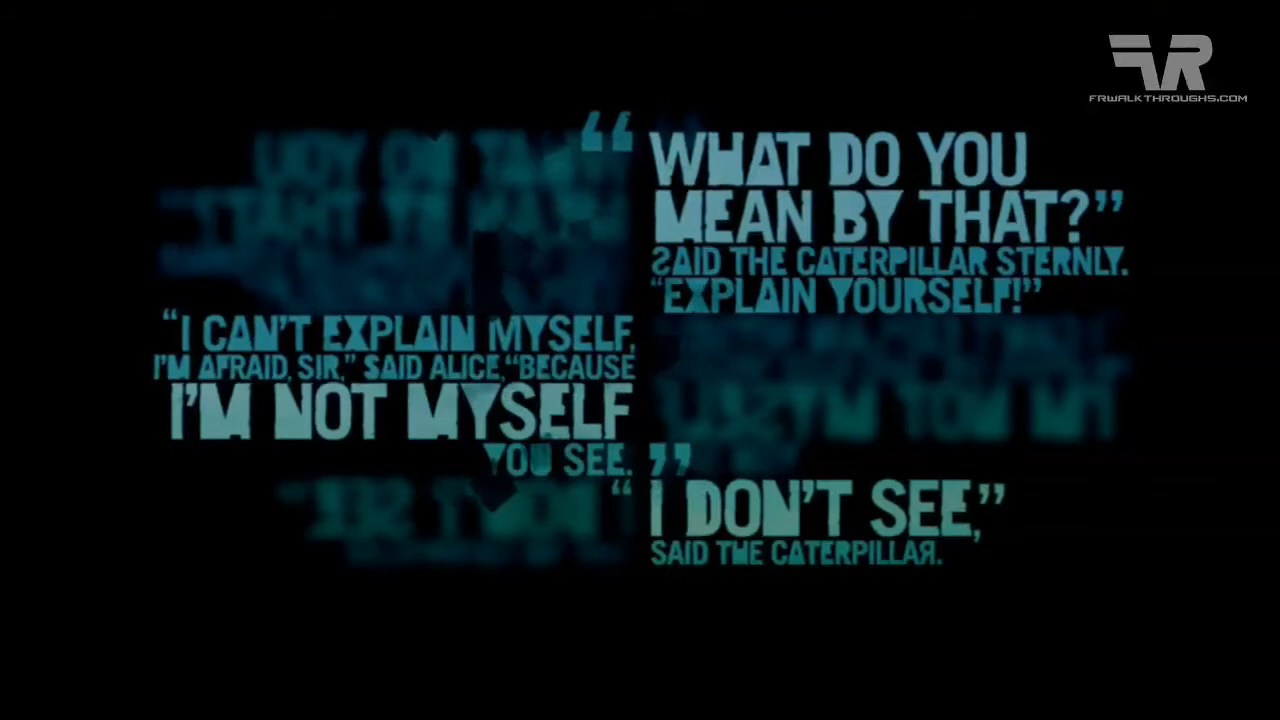 FR
FRWALKTHROUGHS.COM
“WHAT DO YOU
MEAN BY THAT?”
SAID THE CATERPILLAR STERNLY.
“EXPLAIN YOURSELF!”
“I CAN’T EXPLAIN MYSELF,
I’M AFRAID, SIR,” SAID ALICE, “BECAUSE
I’M NOT MYSELF
YOU SEE.”
“I DON’T SEE,”
SAID THE CATERPILLAR.